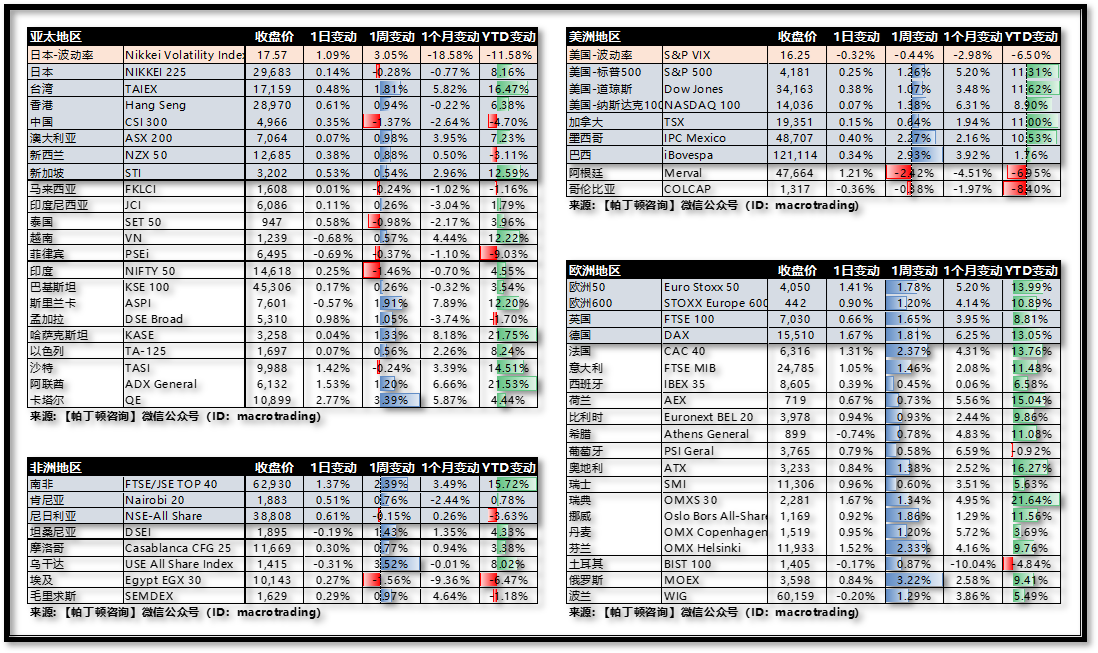 亚太地区 收盘价 1日变动 1周变动 1个月变动 YTD变动
日本-波动率 Nikkei Volatility Index 17.57 1.09% 3.05% -18.58% -11.58%
日本 NIKKEI 225 29,683 0.14% -0.28% -0.77% 8.16%
台湾 TAIEX 17,159 0.48% 1.81% 5.82% 16.47%
香港 Hang Seng 28,970 0.61% 0.94% -0.22% 6.38%
中国 CSI 300 4,966 0.35% -1.37% -2.64% -4.70%
澳大利亚 ASX 200 7,064 0.07% 0.98% 3.95% 7.23%
新西兰 NZX 50 12,685 0.38% 0.88% 0.50% -3.11%
新加坡 STI 3,202 0.53% 0.54% 2.96% 12.59%
马来西亚 FKLCI 1,608 0.01% -0.24% -1.02% -1.16%
印度尼西亚 JCI 6,086 0.11% 0.26% -3.04% 1.79%
泰国 SET 50 947 0.58% -0.98% -2.17% 3.96%
越南 VN 1,239 -0.68% 0.57% 4.44% 12.22%
菲律宾 PSEi 6,495 -0.69% -0.37% -1.10% -9.03%
印度 NIFTY 50 14,618 0.25% -1.46% -0.70% 4.55%
巴基斯坦 KSE 100 45,306 0.17% 0.26% -0.32% 3.54%
斯里兰卡 ASPI 7,601 -0.57% 1.91% 7.89% 12.20%
孟加拉 DSE Broad 5,310 0.98% 1.05% -3.74% -1.70%
哈萨克斯坦 KASE 3,258 0.04% 1.33% 8.18% 21.75%
以色列 TA-125 1,697 0.07% 0.56% 2.26% 8.24%
沙特 TASI 9,988 1.42% -0.24% 3.39% 14.51%
阿联酋 ADX General 6,132 1.53% 1.20% 6.66% 21.53%
卡塔尔 QE 10,899 2.77% 3.39% 5.87% 4.44%
来源:【帕丁顿咨询】微信公众号（ID：macrotrading)
非洲地区 收盘价 1日变动 1周变动 1个月变动 YTD变动
南非 FTSE/JSE TOP 40 62,930 1.37% 2.39% 3.49% 15.72%
肯尼亚 Nairobi 20 1,883 0.51% 0.76% -2.44% 0.78%
尼日利亚 NSE-All Share 38,808 0.61% -0.15% 0.26% -3.63%
坦桑尼亚 DSEI 1,895 -0.19% 1.43% 1.35% 4.33%
摩洛哥 Casablanca CFG 25 11,669 0.30% 0.77% 0.94% 3.38%
乌干达 USE All Share Index 1,415 -0.31% 3.52% -0.01% 8.02%
埃及 Egypt EGX 30 10,143 0.27% -1.56% -9.36% -6.47%
毛里求斯 SEMDEX 1,629 0.29% 0.97% 4.64% -1.18%
来源:【帕丁顿咨询】微信公众号（ID：macrotrading)
美洲地区 收盘价 1日变动 1周变动 1个月变动 YTD变动
美国-波动率 S&P VIX 16.25 -0.32% -0.44% -2.98% -6.50%
美国-标普500 S&P 500 4,181 0.25% 1.26% 5.20% 11.31%
美国-道琼斯 Dow Jones 34,163 0.38% 1.07% 3.48% 11.62%
美国-纳斯达克100 NASDAQ 100 14,036 0.07% 1.38% 6.31% 8.90%
加拿大 TSX 19,351 0.15% 0.64% 1.94% 11.00%
墨西哥 IPC Mexico 48,707 0.40% 2.27% 2.16% 10.53%
巴西 iBovespa 121,114 0.34% 2.93% 3.92% 1.76%
阿根廷 Merval 47,664 1.21% -2.42% -4.51% -6.95%
哥伦比亚 COLCAP 1,317 -0.36% -0.38% -1.97% -8.40%
来源:【帕丁顿咨询】微信公众号（ID：macrotrading)
欧洲地区 收盘价 1日变动 1周变动 1个月变动 YTD变动
欧洲50 Euro Stoxx 50 4,050 1.41% 1.78% 5.20% 13.99%
欧洲600 STOXX Europe 600 442 0.90% 1.20% 4.14% 10.89%
英国 FTSE 100 7,030 0.66% 1.65% 3.95% 8.81%
德国 DAX 15,510 1.67% 1.81% 6.25% 13.05%
法国 CAC 40 6,316 1.31% 2.37% 4.31% 13.76%
意大利 FTSE MIB 24,785 1.05% 1.46% 2.08% 11.48%
西班牙 IBEX 35 8,605 0.39% 0.45% 0.06% 6.58%
荷兰 AEX 719 0.67% 0.73% 5.56% 15.04%
比利时 Euronext BEL 20 3,978 0.94% 0.93% 2.44% 9.86%
希腊 Athens General 899 -0.74% 0.78% 4.83% 11.08%
葡萄牙 PSI Geral 3,765 0.79% 0.58% 6.59% -0.92%
奥地利 ATX 3,233 0.84% 1.38% 2.52% 16.27%
瑞士 SMI 11,306 0.96% 0.60% 3.51% 5.63%
瑞典 OMXS 30 2,281 1.67% 1.34% 4.95% 21.64%
挪威 Oslo Bors All-Share 1,169 0.92% 1.86% 1.29% 11.56%
丹麦 OMX Copenhagen 1,519 0.95% 1.20% 5.72% 3.69%
芬兰 OMX Helsinki 11,933 1.52% 2.33% 4.16% 9.76%
土耳其 BIST 100 1,405 -0.17% 0.87% -10.04% -4.84%
俄罗斯 MOEX 3,598 0.84% 3.22% 2.58% 9.41%
波兰 WIG 60,159 -0.20% 1.29% 3.86% 5.49%
来源:【帕丁顿咨询】微信公众号（ID：macrotrading)